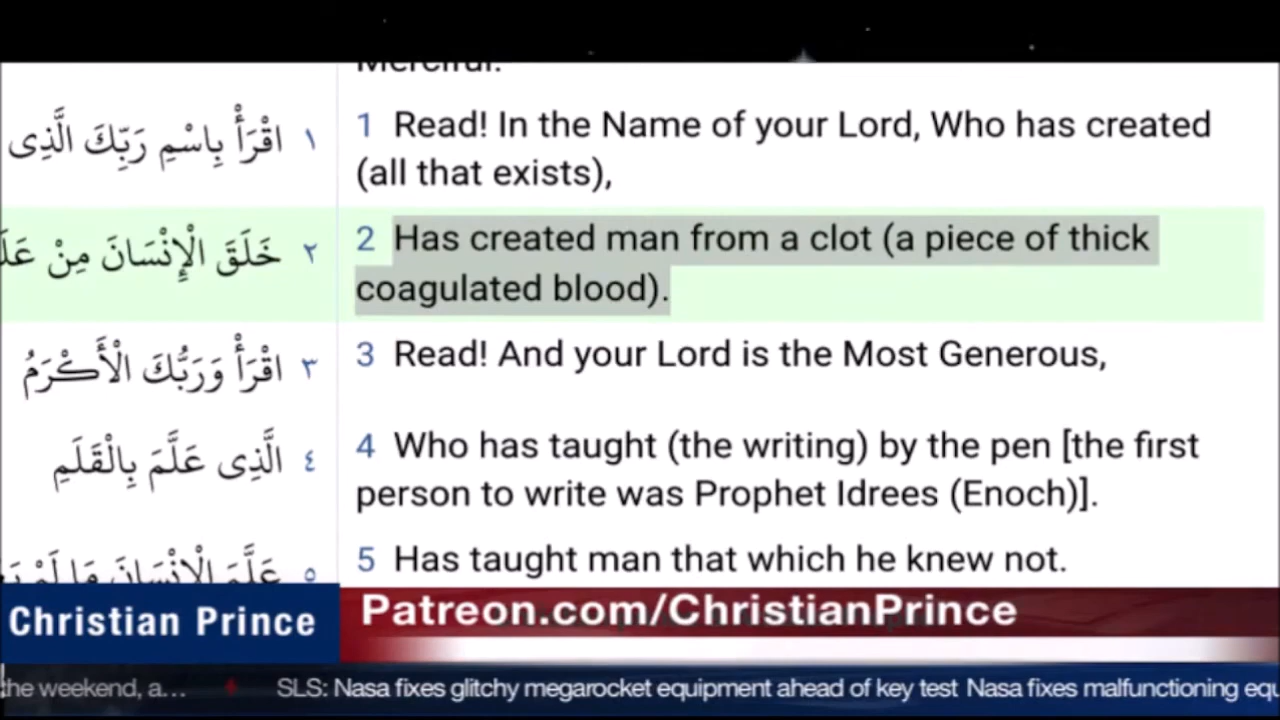 Merciful.
١ اقْرَأْ بِاسْمِ رَبِّكَ الَّذِى
1 Read! In the Name of your Lord, Who has created
(all that exists),
٢ خَلَقَ الْإِنْسَانَ مِنْ
2 Has created man from a clot (a piece of thick
coagulated blood).
٣ اقْرَأْ وَرَبُّكَ الْأَكْرَمُ
3 Read! And your Lord is the Most Generous,
٤ الَّذِى عَلَّمَ بِالْقَلَمِ
4 Who has taught (the writing) by the pen [the first
person to write was Prophet Idrees (Enoch)].
٥ عَلَّمَ الْإِنْسَانَ مَا لَمْ
5 Has taught man that which he knew not.
Christian Prince
Patreon.com/ChristianPrince
the weekend, a... SLS: Nasa fixes glitchy megarocket equipment ahead of key test Nasa fixes malfunctioning